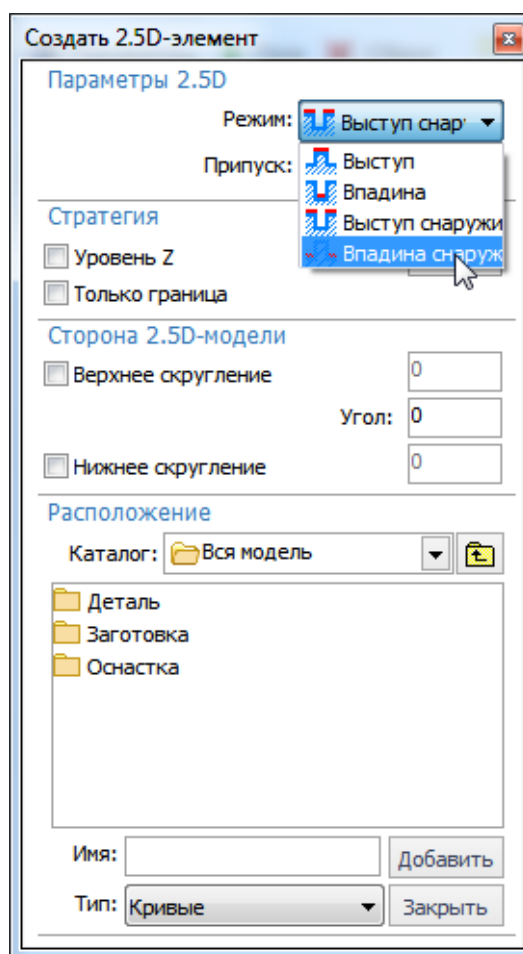 Создать 2.5D-элемент
Параметры 2.5D
Режим: Выступ снар
Припуск:
Выступ
Впадина
Выступ снаружи
Впадина снаруж
Стратегия
Уровень Z
Только граница
Сторона 2.5D-модели
Верхнее скругление 0
Угол: 0
Нижнее скругление 0
Расположение
Каталог: Вся модель
Деталь
Заготовка
Оснастка
Имя: Добавить
Тип: Кривые Закрыть